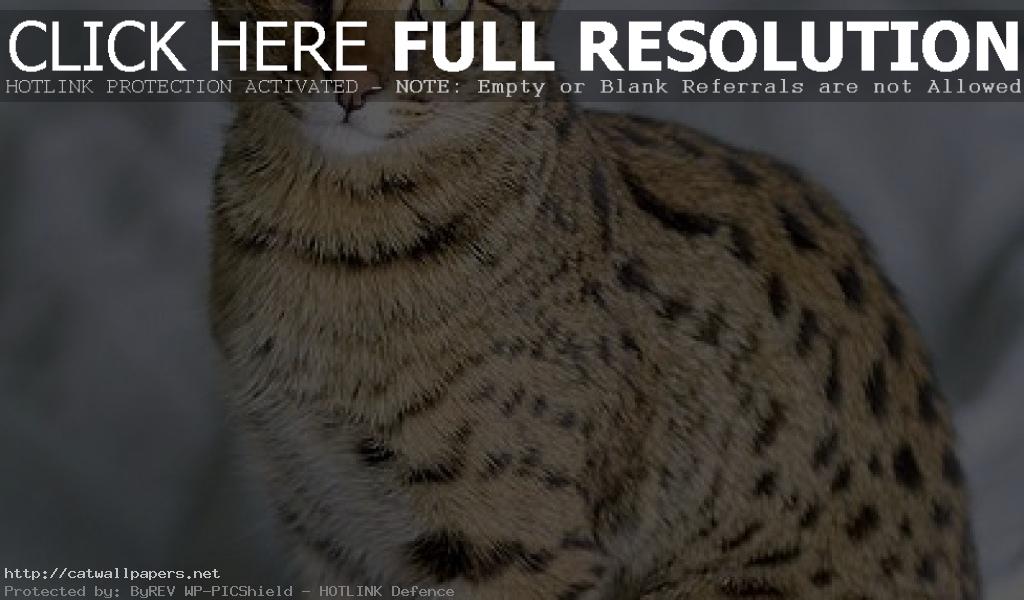 CLICK HERE FULL RESOLUTION
HOTLINK PROTECTION ACTIVATED - NOTE: Empty or Blank Referrals are not Allowed
http://catwallpapers.net
Protected by: ByREV WP-PICShield - HOTLINK Defence